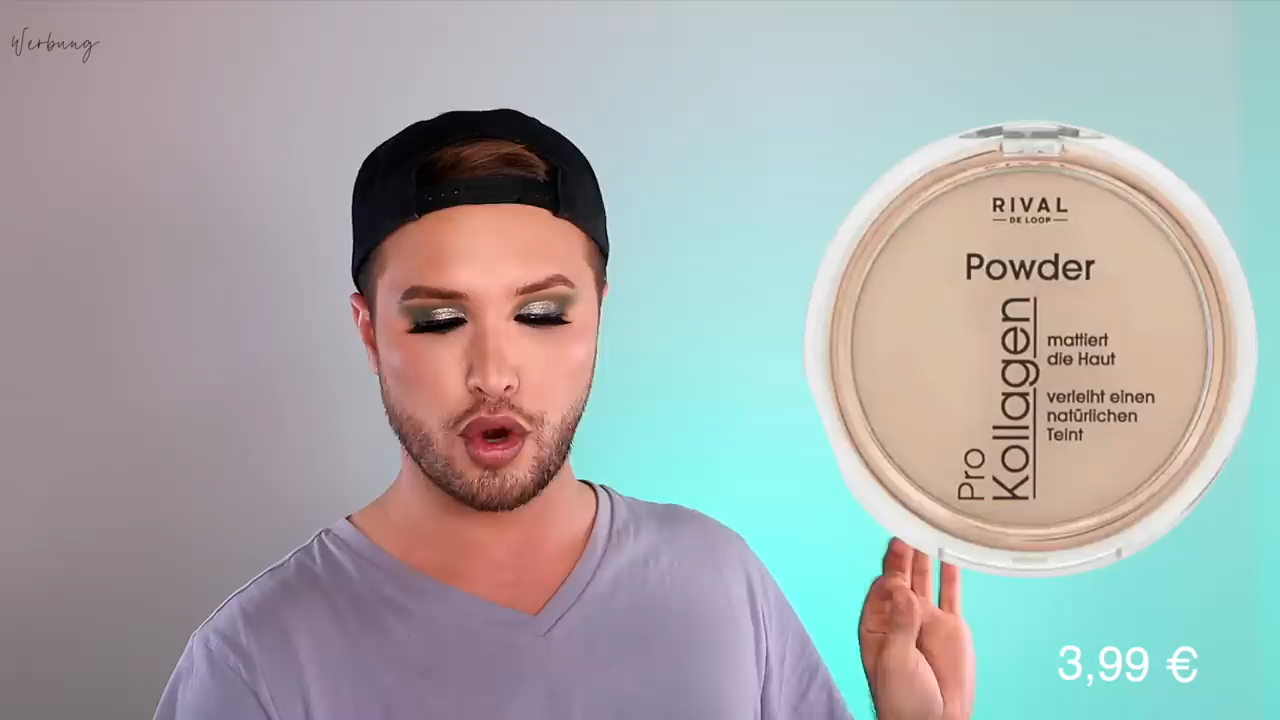 Werbung
RIVAL
DE LOOP
Powder
Pro
Kollagen
mattiert
die Haut
verleiht einen
natürlichen
Teint
3,99 €